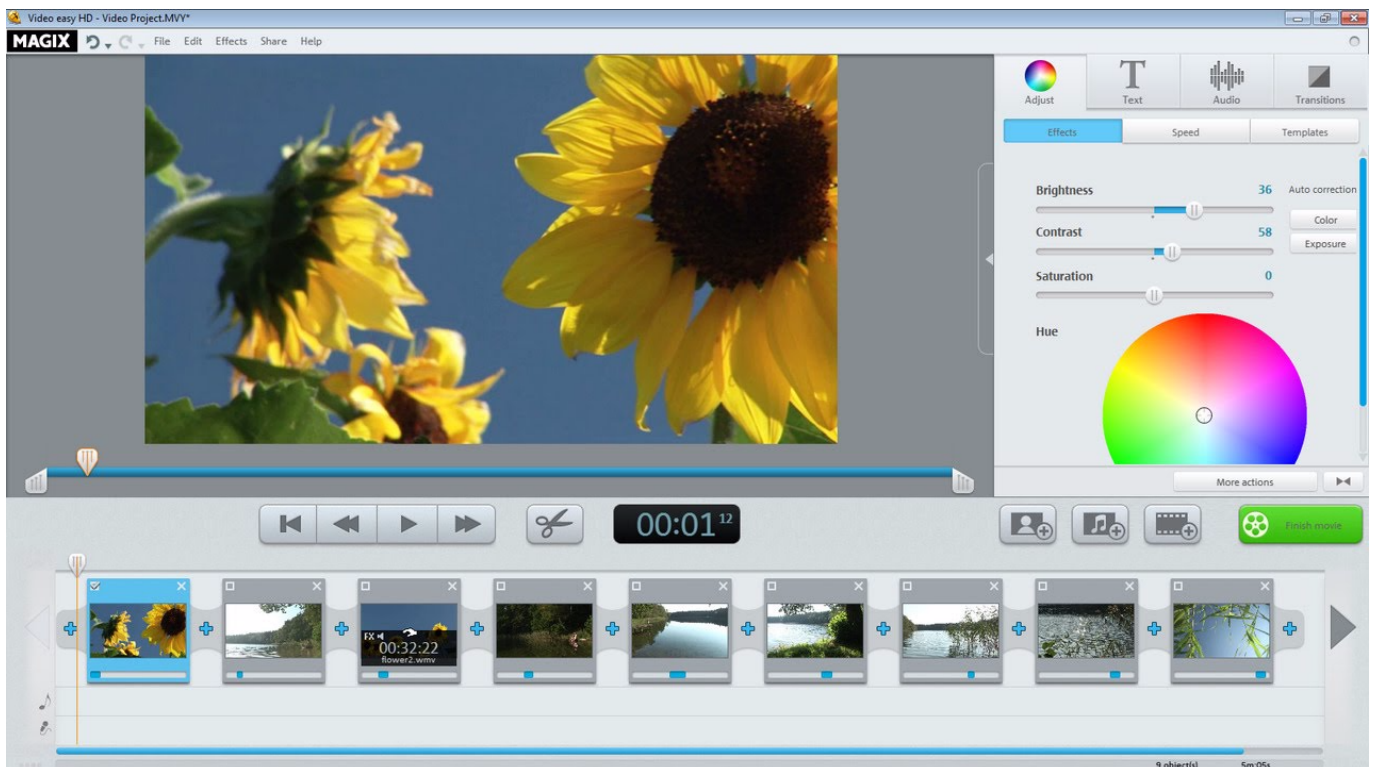 Video easy HD - Video Project.MVY*
MAGIX File Edit Effects Share Help
Adjust Text Audio Transitions
Effects Speed Templates
Brightness 36 Auto correction
Color
Contrast 58
Exposure
Saturation 0
Hue
More actions
00:01 12
Finish movie
FX
00:32:22
flower2.wmv
9 object(s) 5m:05s